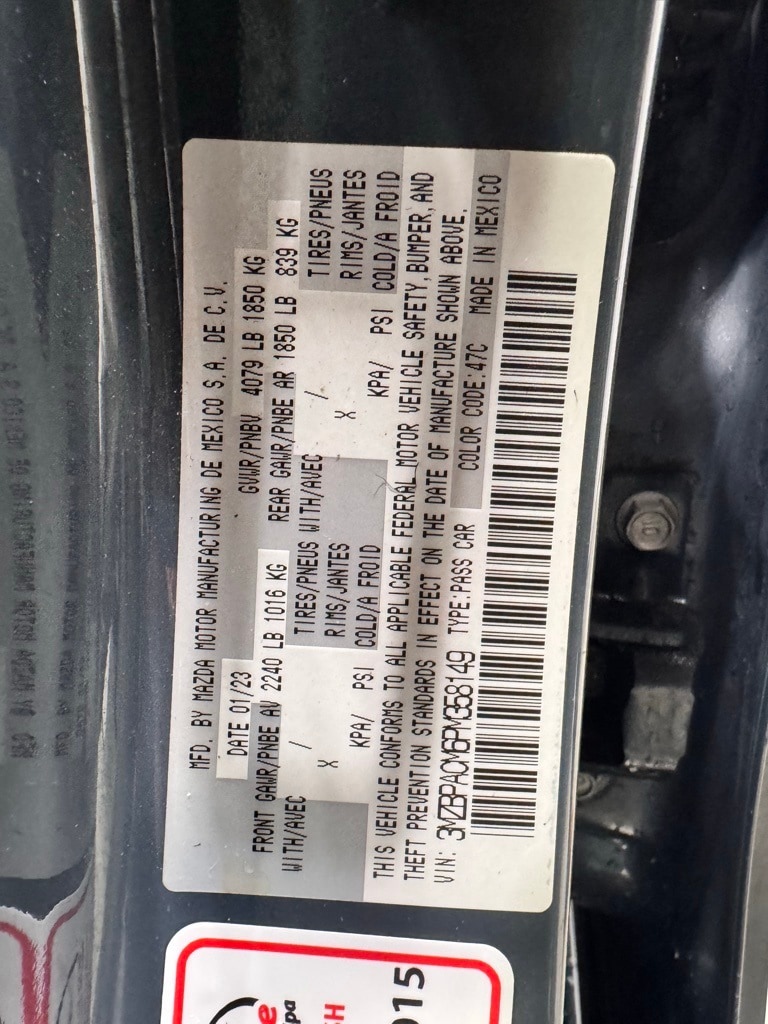 MFD. BY MAZDA MOTOR MANUFACTURING DE MEXICO S.A. DE C.V.
DATE 01/23 GVWR/PNBV 4079 LB 1850 KG
FRONT GAWR/PNBE AV 2240 LB 1016 KG REAR GAWR/PNBE AR 1850 LB 839 KG
WITH/AVEC / TIRES/PNEUS WITH/AVEC / TIRES/PNEUS
X RIMS/JANTES X RIMS/JANTES
KPA/ PSI COLD/A FROID KPA/ PSI COLD/A FROID
THIS VEHICLE CONFORMS TO ALL APPLICABLE FEDERAL MOTOR VEHICLE SAFETY, BUMPER, AND
THEFT PREVENTION STANDARDS IN EFFECT ON THE DATE OF MANUFACTURE SHOWN ABOVE.
VIN: 3MZBPACM6PM358149 TYPE:PASS CAR COLOR CODE:47C MADE IN MEXICO
015